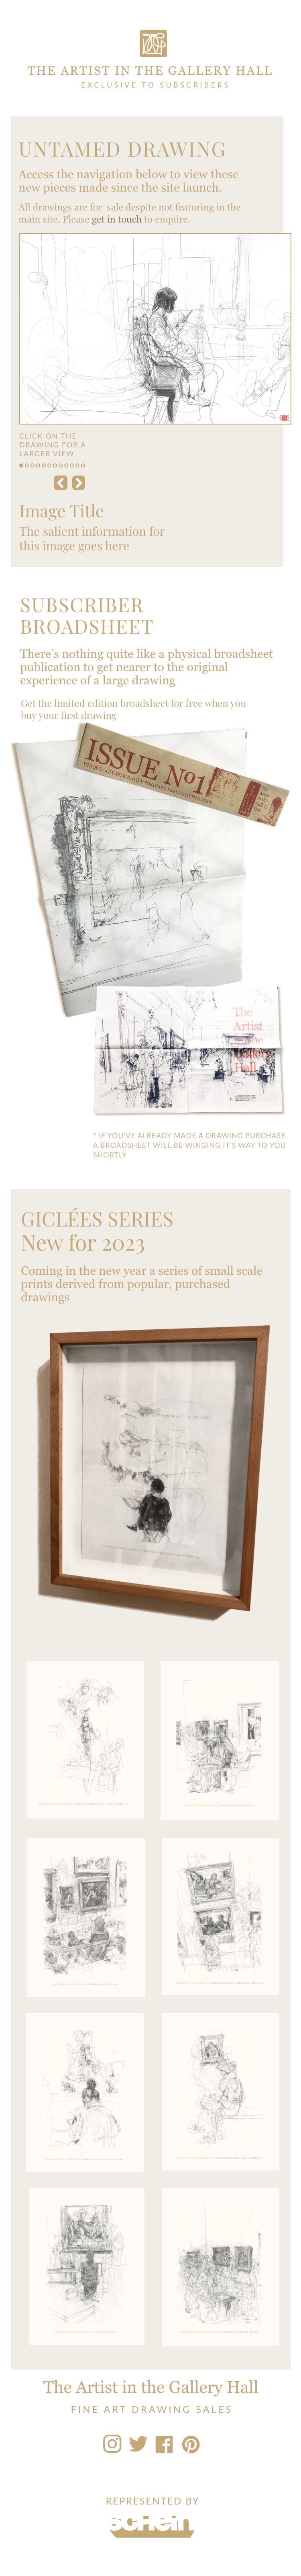 THE ARTIST IN THE GALLERY HALL
EXCLUSIVE TO SUBSCRIBERS
UNTAMED DRAWING
Access the navigation below to view these
new pieces made since the site launch.
All drawings are for sale despite not featuring in the
main site. Please get in touch to enquire.
CLICK ON THE
DRAWING FOR A
LARGER VIEW
Image Title
The salient information for
this image goes here
SUBSCRIBER
BROADSHEET
There's nothing quite like a physical broadsheet
publication to get nearer to the original
experience of a large drawing
Get the limited edition broadsheet for free when you
buy your first drawing
ISSUE Nº1
The
Artist
in the
Gallery
Hall
* IF YOU'VE ALREADY MADE A DRAWING PURCHASE
A BROADSHEET WILL BE WINGING IT'S WAY TO YOU
SHORTLY
GICLÉES SERIES
New for 2023
Coming in the new year a series of small scale
prints derived from popular, purchased
drawings
The Artist in the Gallery Hall
FINE ART DRAWING SALES
REPRESENTED BY
schein